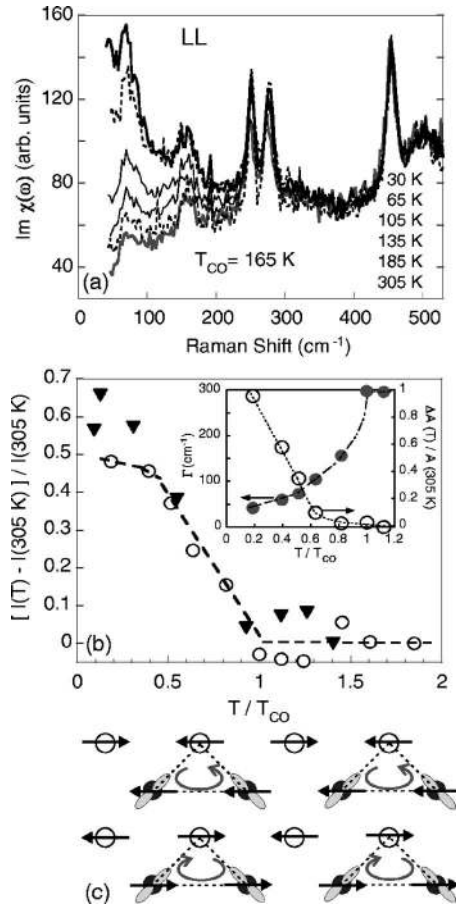 160
LL
120
80
40
Im χ(ω) (arb. units)
30 K
65 K
105 K
135 K
185 K
305 K
T_CO = 165 K
(a)
0 100 200 300 400 500
Raman Shift (cm⁻¹)
0.7
0.6
0.5
0.4
0.3
0.2
0.1
0
[ I(T) - I(305 K) ] / I(305 K)
300
200
100
0
Γ(cm⁻¹)
1
0.8
0.6
0.4
0.2
0
ΔA (T) / A (305 K)
0.2 0.4 0.6 0.8 1 1.2
T / T_CO
(b)
0 0.5 1 1.5 2
T / T_CO
(c)